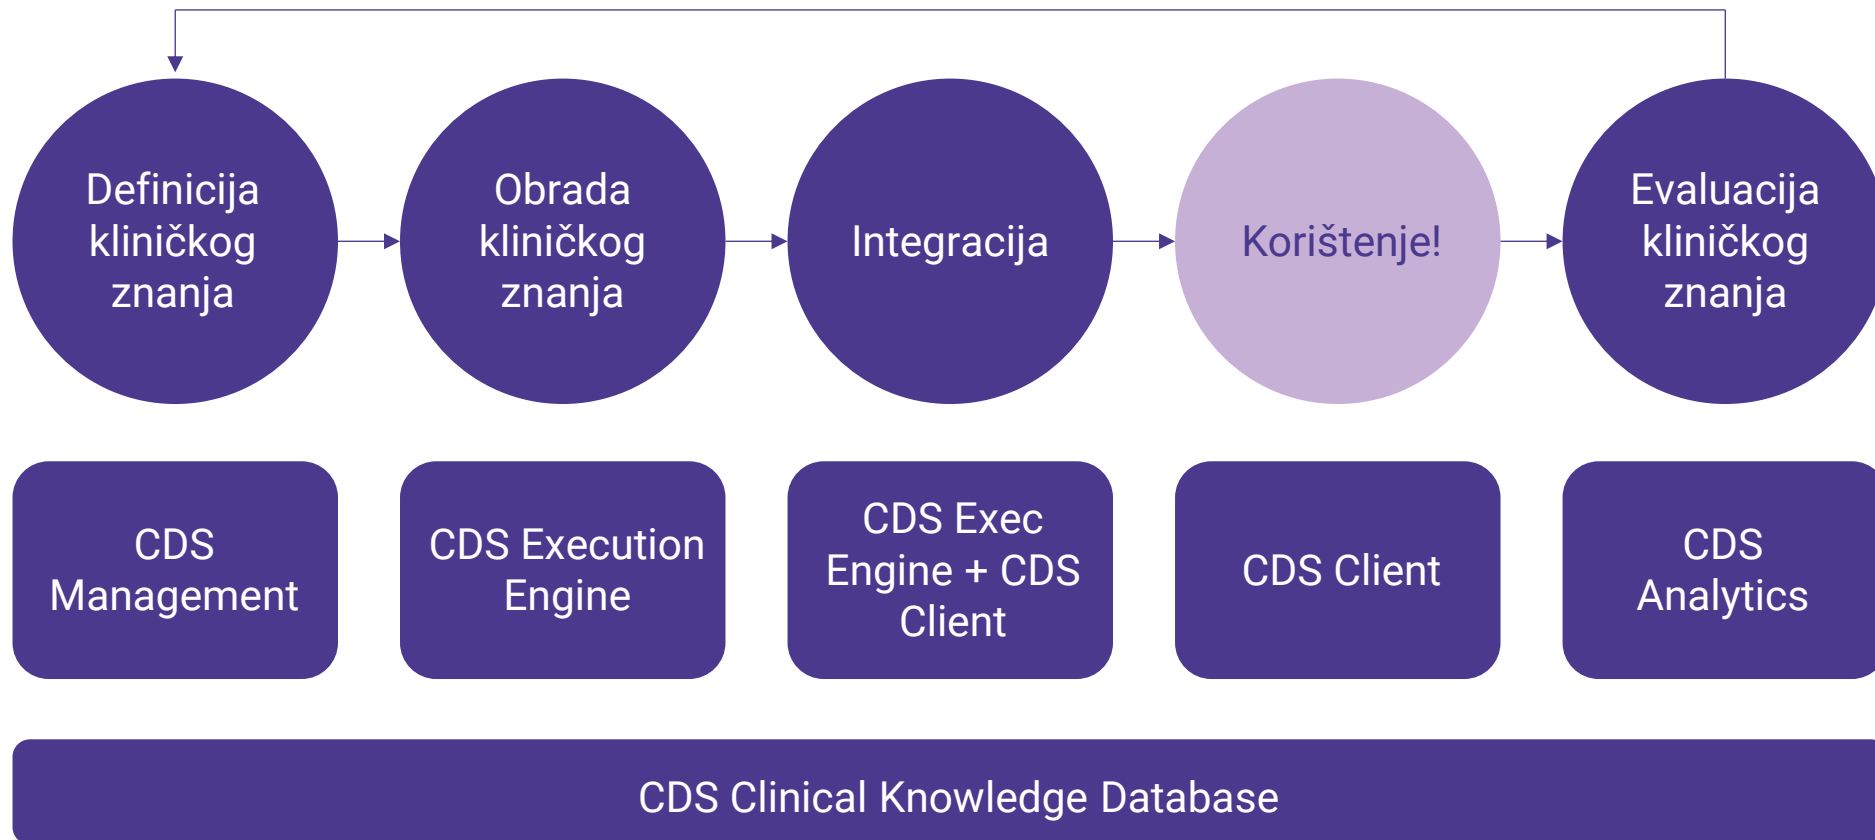 Definicija
kliničkog
znanja
Obrada
kliničkog
znanja
Integracija
Korištenje!
Evaluacija
kliničkog
znanja
CDS
Management
CDS Execution
Engine
CDS Exec
Engine + CDS
Client
CDS Client
CDS
Analytics
CDS Clinical Knowledge Database